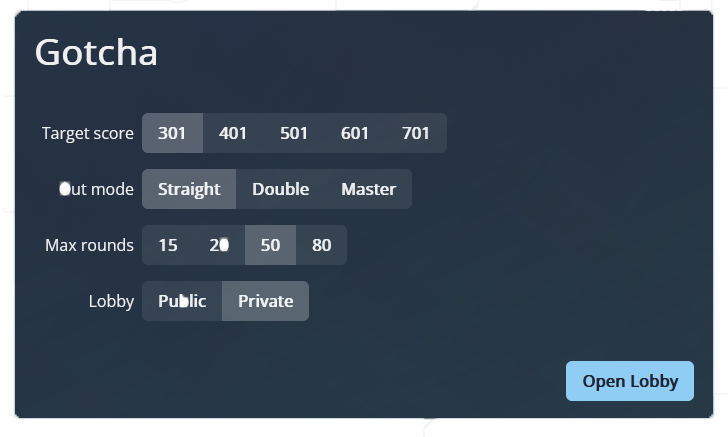 Gotcha
Target score 301 401 501 601 701
Out mode Straight Double Master
Max rounds 15 20 50 80
Lobby Public Private
Open Lobby